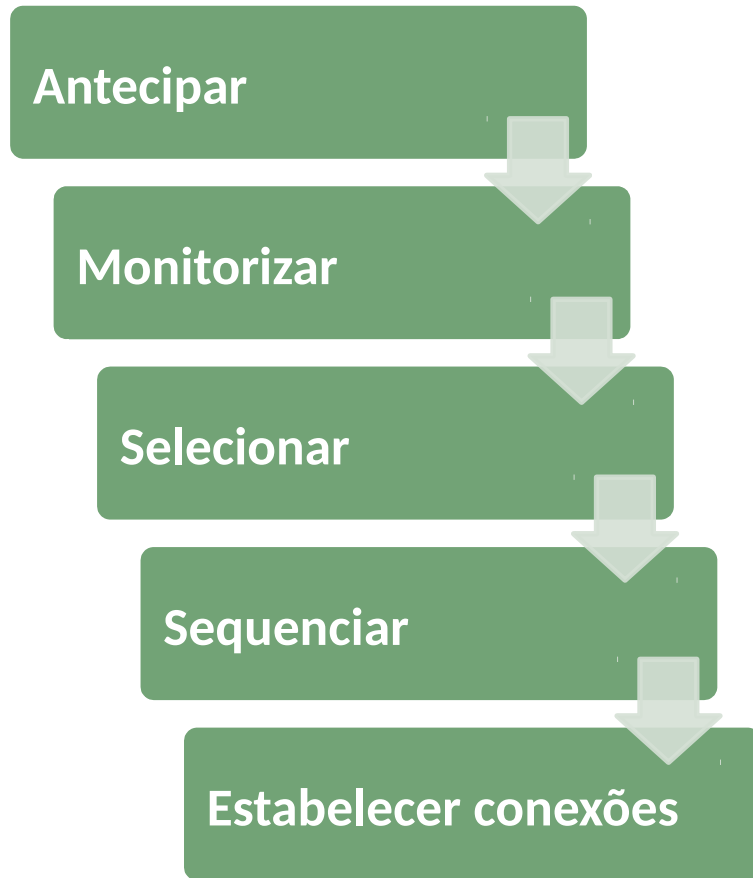 Antecipar
Monitorizar
Selecionar
Sequenciar
Estabelecer conexões